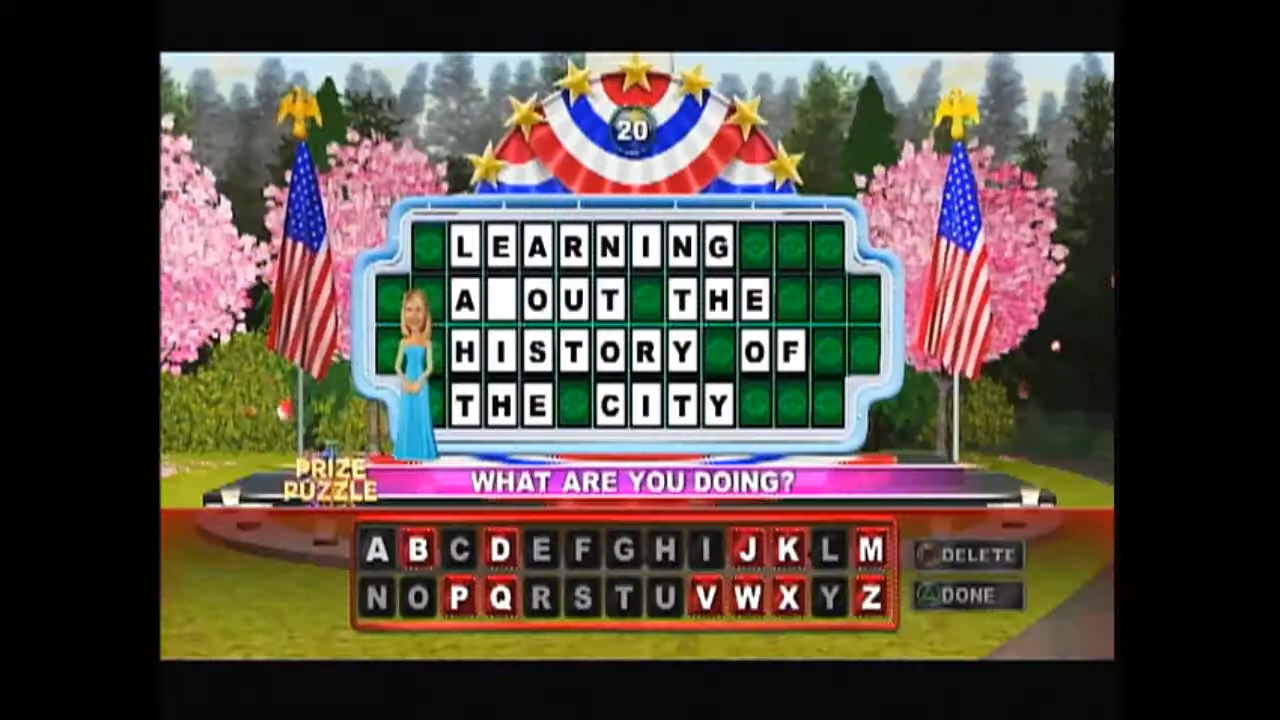 20
LEARNING
A OUT THE
HISTORY OF
THE CITY
PRIZE
PUZZLE
WHAT ARE YOU DOING?
A B C D E F G H I J K L M
N O P Q R S T U V W X Y Z
DELETE
DONE